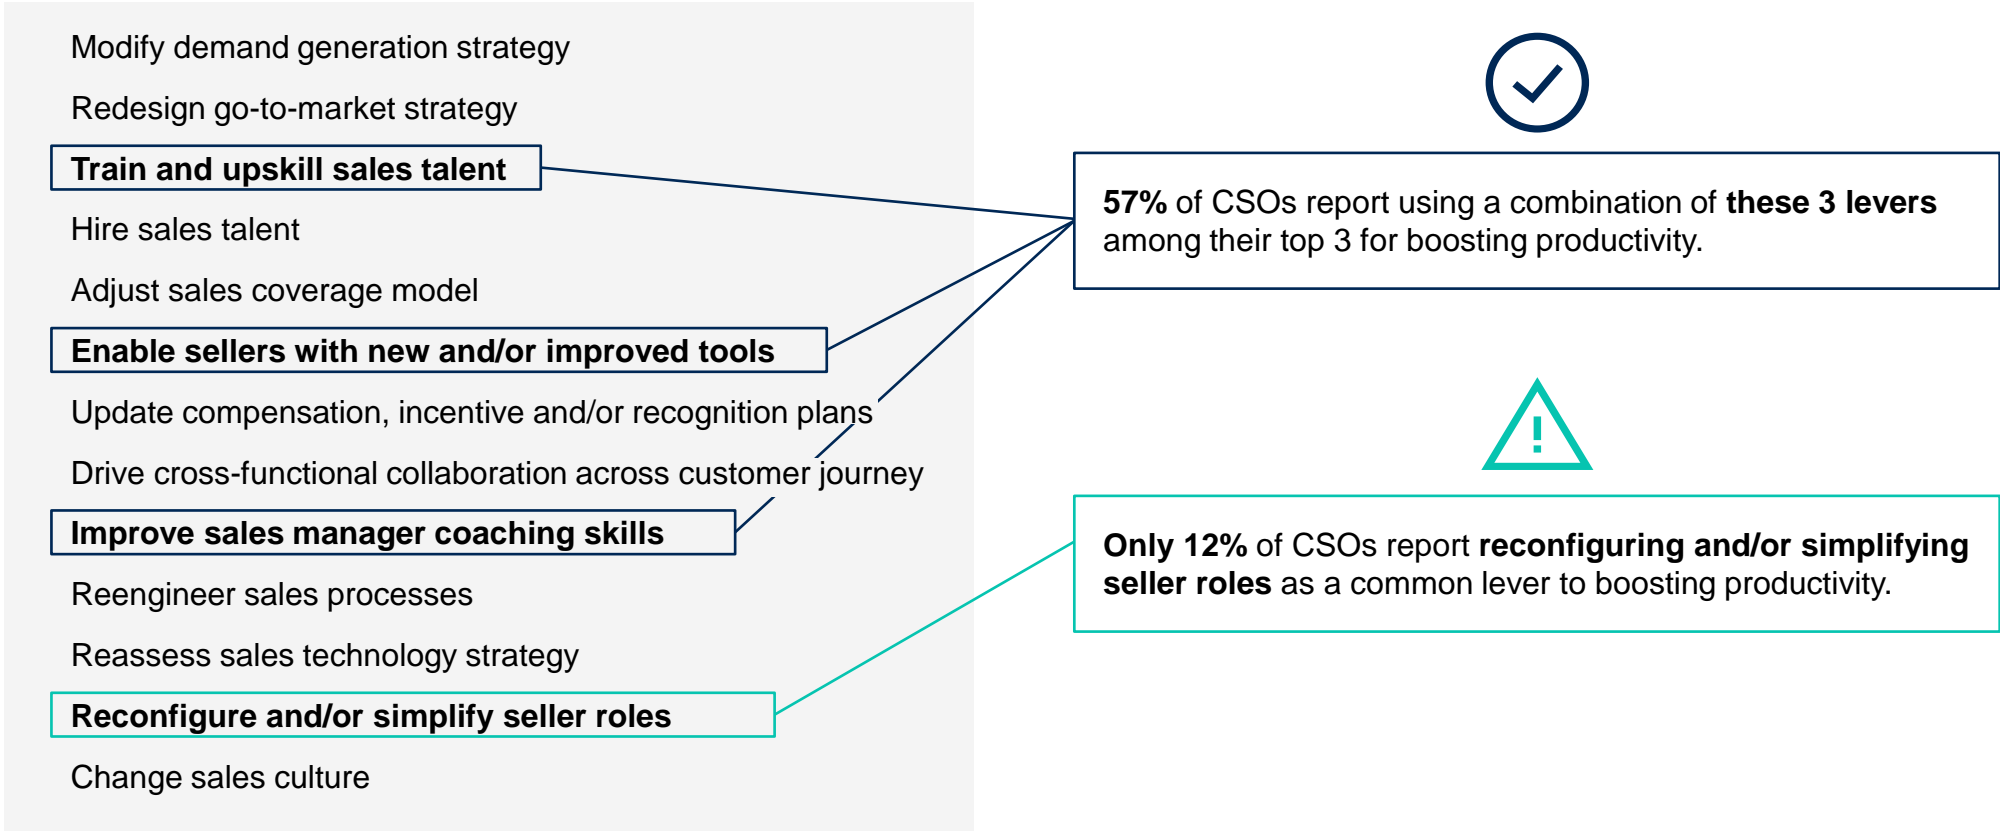 Modify demand generation strategy
Redesign go-to-market strategy
Train and upskill sales talent
Hire sales talent
Adjust sales coverage model
Enable sellers with new and/or improved tools
Update compensation, incentive and/or recognition plans
Drive cross-functional collaboration across customer journey
Improve sales manager coaching skills
Reengineer sales processes
Reassess sales technology strategy
Reconfigure and/or simplify seller roles
Change sales culture
57% of CSOs report using a combination of these 3 levers
among their top 3 for boosting productivity.
Only 12% of CSOs report reconfiguring and/or simplifying
seller roles as a common lever to boosting productivity.